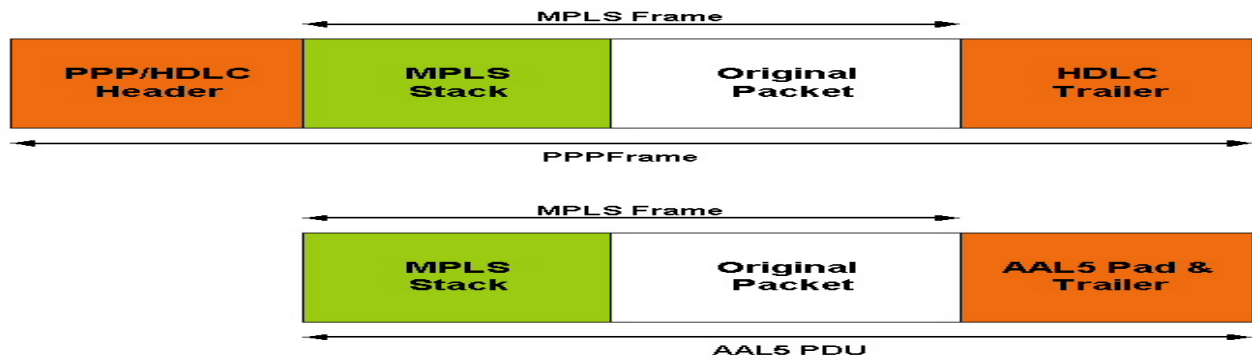 MPLS Frame
PPP/HDLC
Header
MPLS
Stack
Original
Packet
HDLC
Trailer
PPPFrame
MPLS Frame
MPLS
Stack
Original
Packet
AAL5 Pad &
Trailer
AAL5 PDU